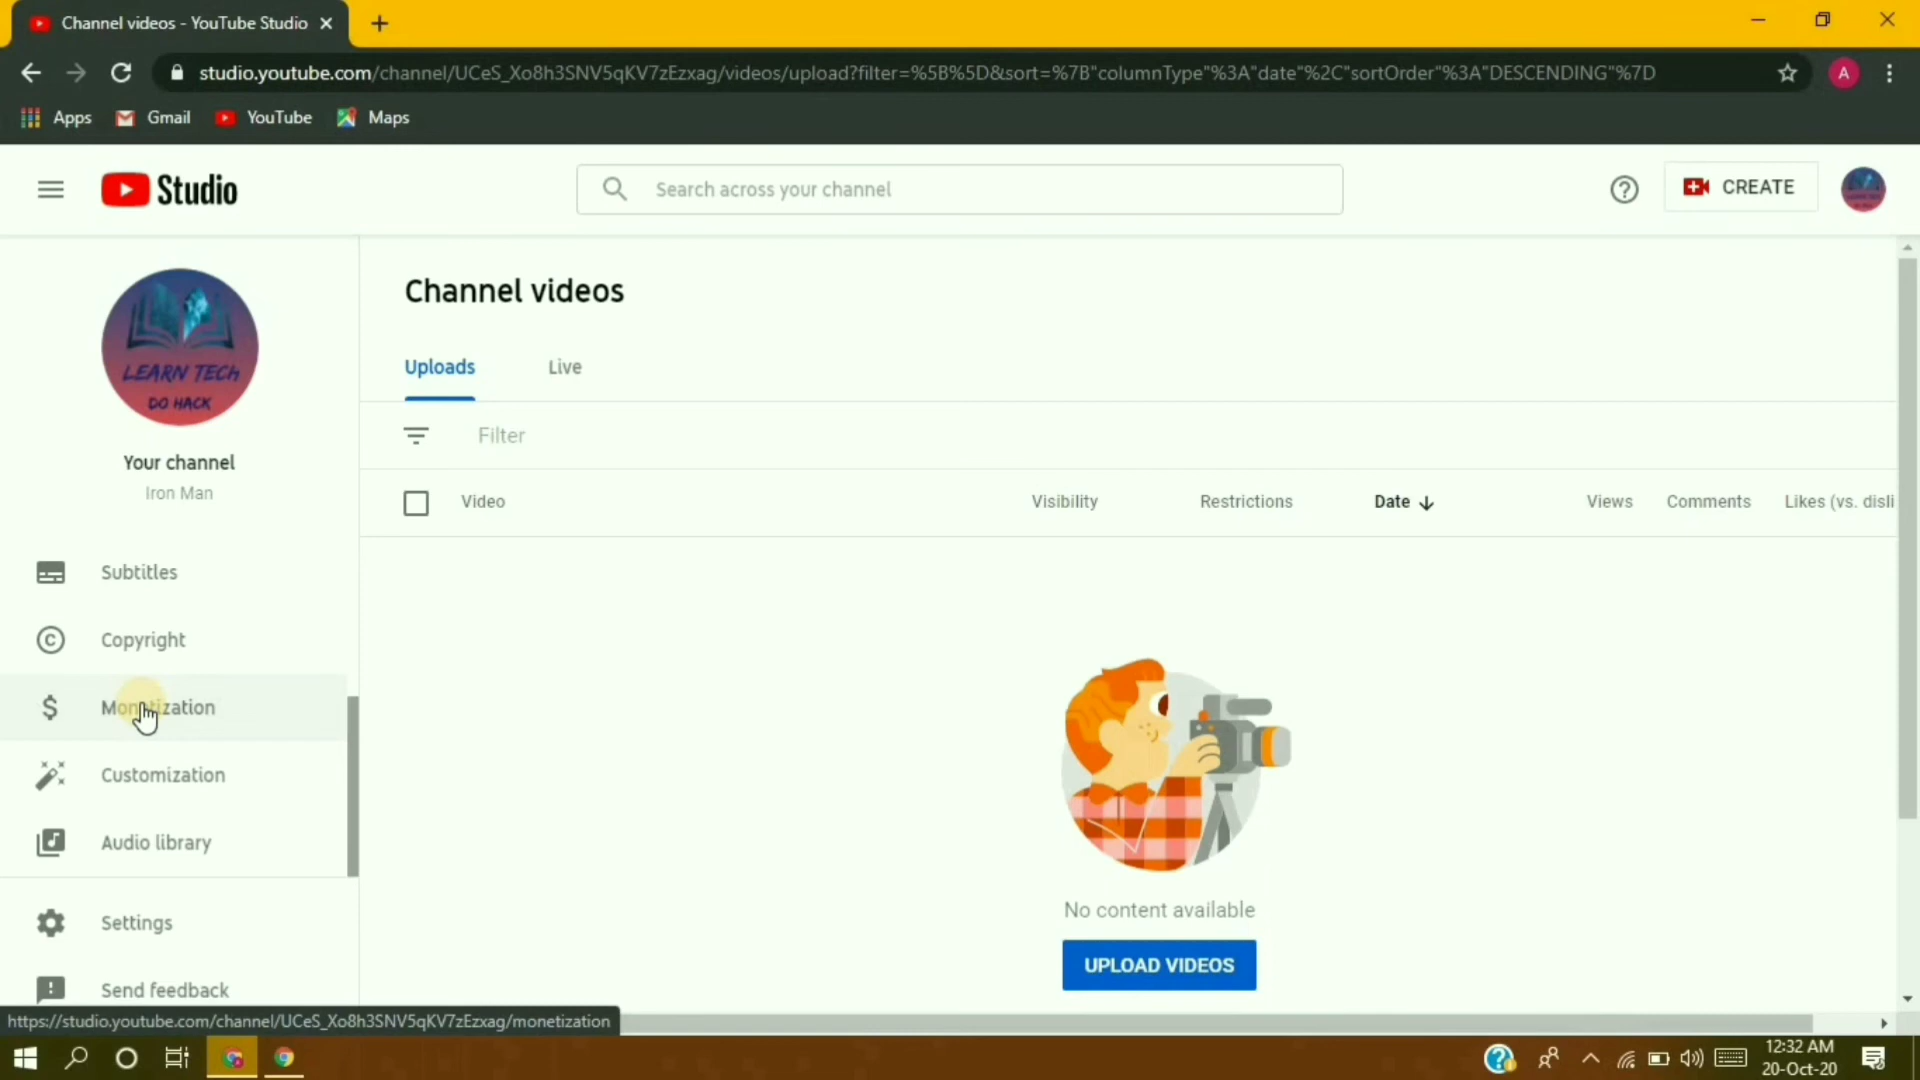 Channel videos - YouTube Studio
studio.youtube.com/channel/UCeS_Xo8h3SNV5qKV7zEzxag/videos/upload?filter=%5B%5D&sort=%7B"columnType"%3A"date"%2C"sortOrder"%3A"DESCENDING"%7D
A
Apps
Gmail
YouTube
Maps
Studio
Search across your channel
CREATE
LEARN TECH
DO HACK
Your channel
Iron Man
Subtitles
Copyright
Monetization
Customization
Audio library
Settings
Send feedback
Channel videos
Uploads
Live
Filter
Video
Visibility
Restrictions
Date
Views
Comments
Likes (vs. disli
No content available
UPLOAD VIDEOS
https://studio.youtube.com/channel/UCeS_Xo8h3SNV5qKV7zEzxag/monetization
12:32 AM
20-Oct-20